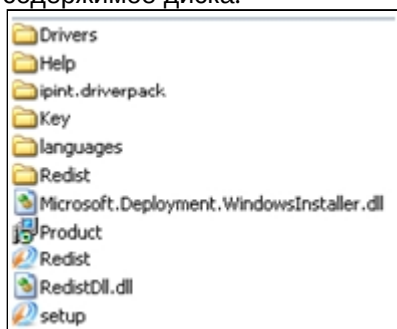 содержимое диска.
Drivers
Help
ipint.driverpack
Key
languages
Redist
Microsoft.Deployment.WindowsInstaller.dll
Product
Redist
RedistDll.dll
setup